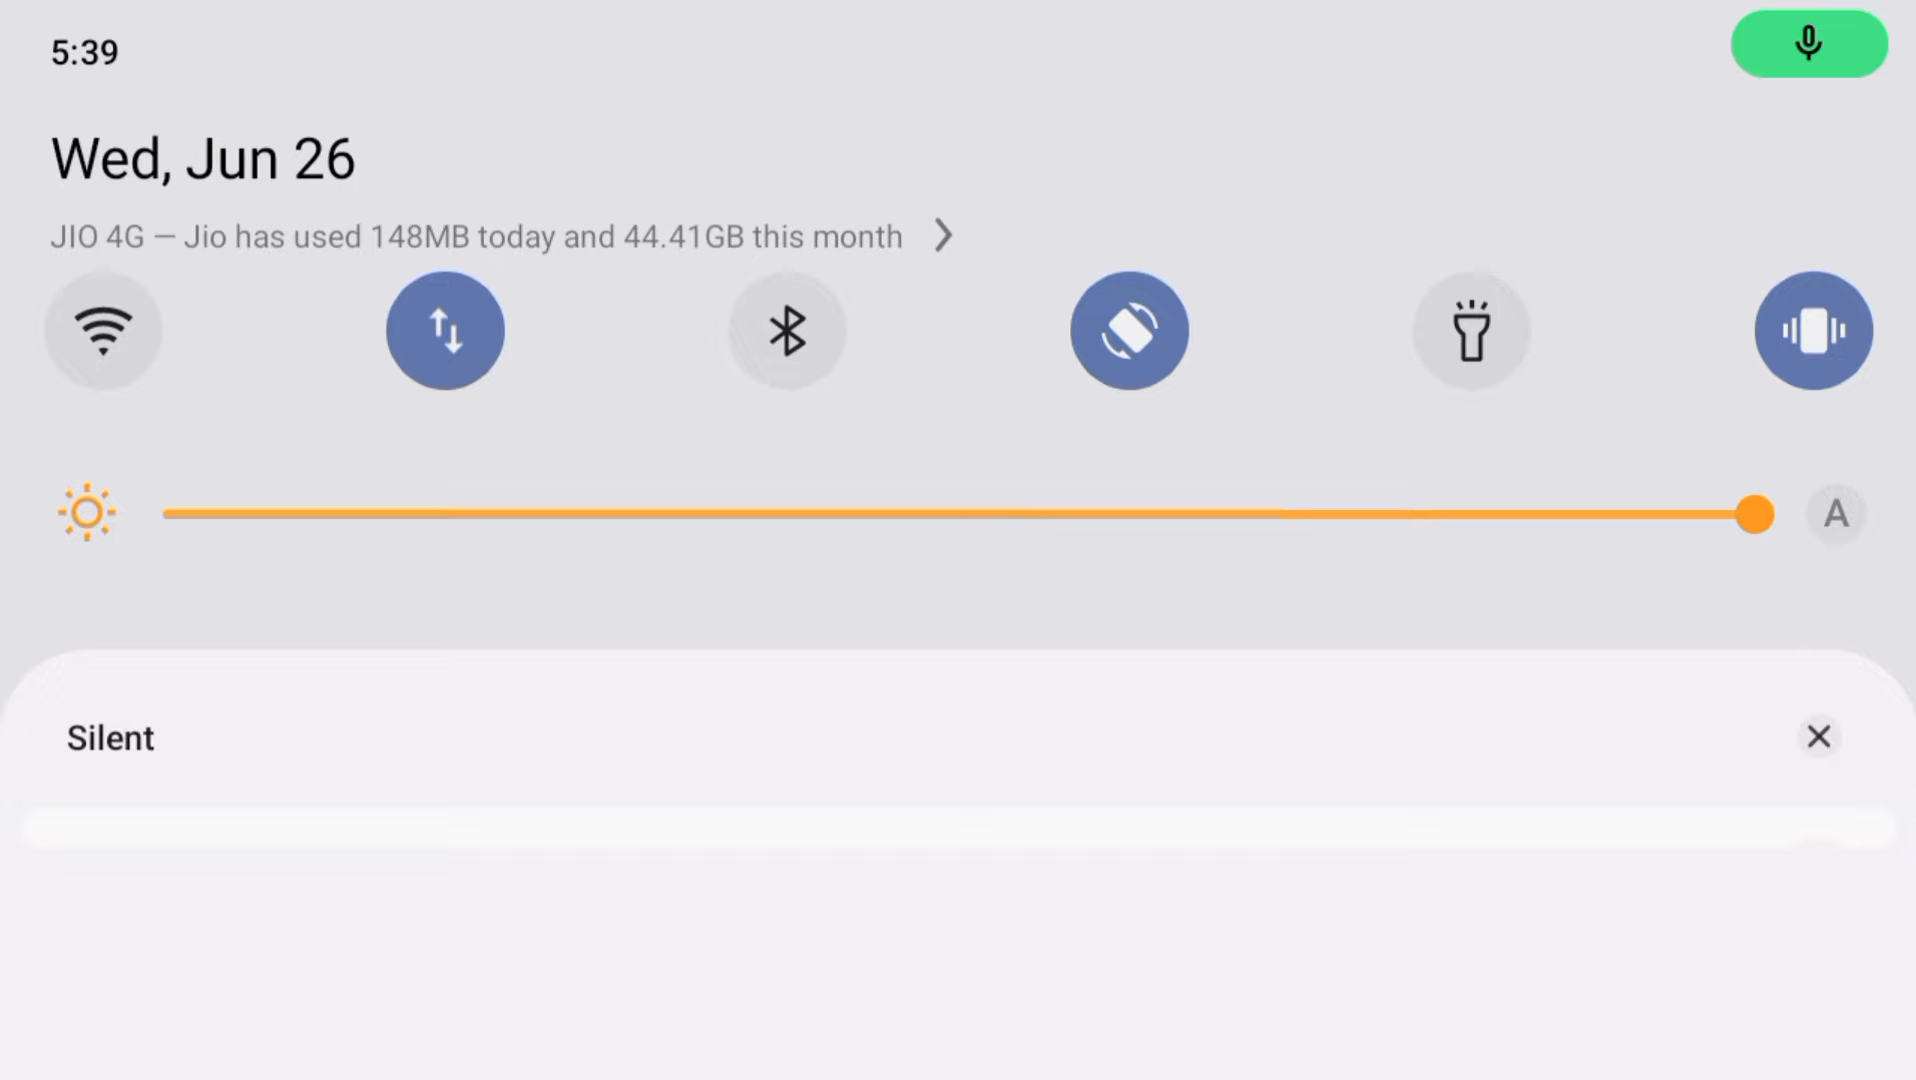 5:39
Wed, Jun 26
JIO 4G — Jio has used 148MB today and 44.41GB this month
A
Silent